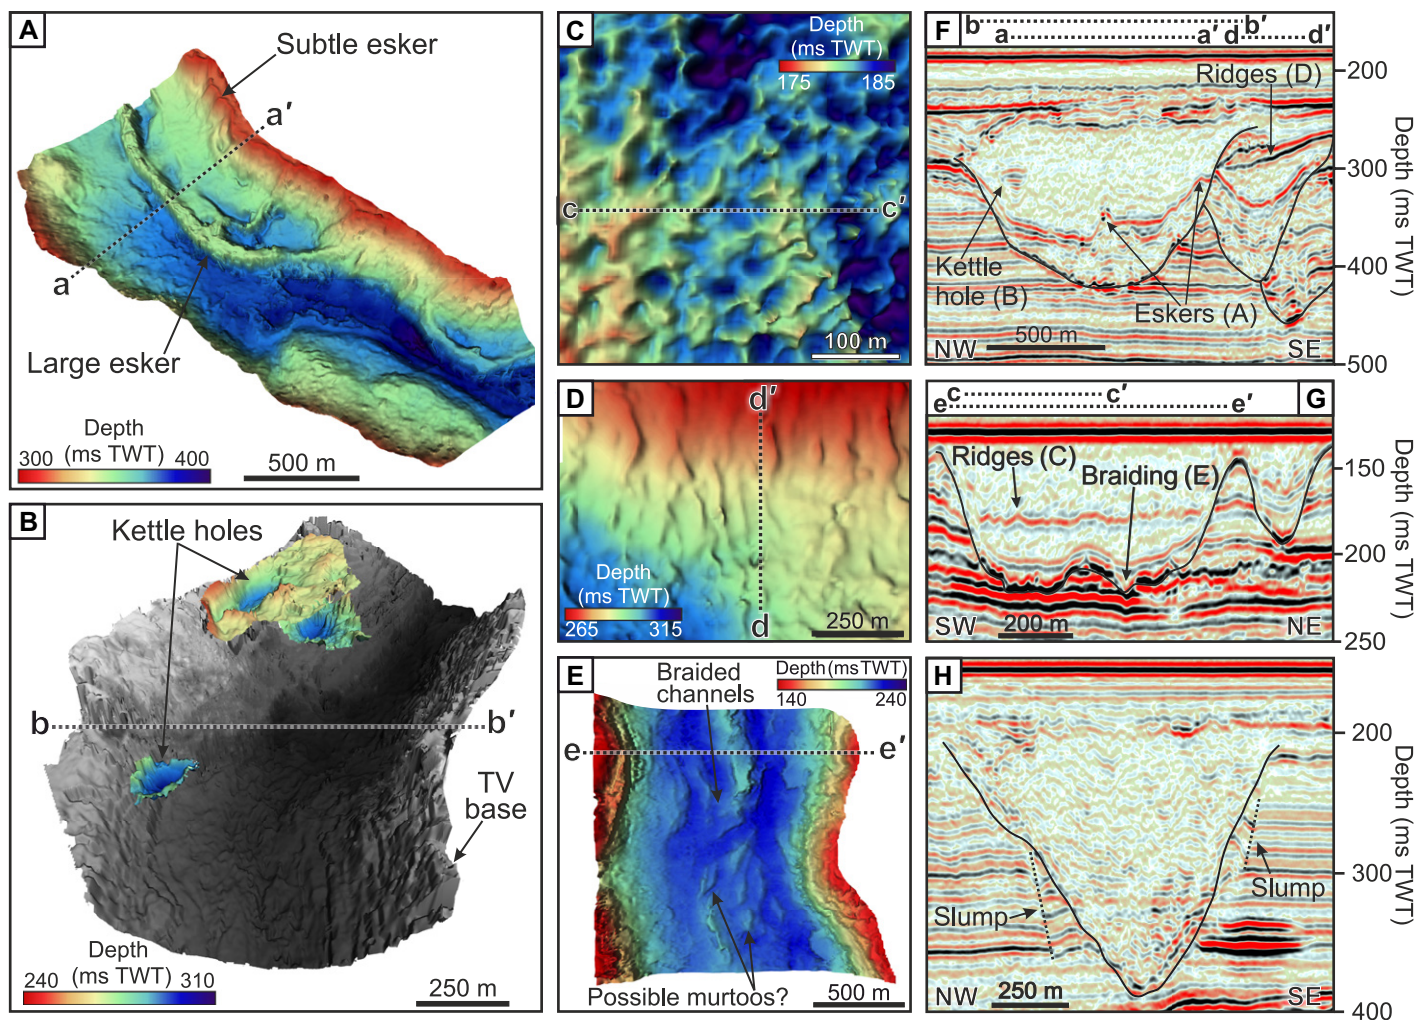 A
Subtle esker
a′
a
Large esker
Depth
(ms TWT)
300
400
500 m
B
Kettle holes
b
b′
TV
base
Depth
(ms TWT)
240
310
250 m
C
Depth
(ms TWT)
175
185
c
c′
100 m
D
d′
d
Depth
(ms TWT)
265
315
250 m
E
Braided
channels
Depth (ms TWT)
140
240
e
e′
Possible murtoos?
500 m
F
b
b′
a
a′
d
d′
Ridges (D)
Kettle
hole (B)
Eskers (A)
500 m
NW
SE
200
300
400
500
Depth (ms TWT)
G
c
c′
e
e′
Ridges (C)
Braiding (E)
SW
200 m
NE
150
200
250
Depth (ms TWT)
H
Slump
Slump
NW
250 m
SE
200
300
400
Depth (ms TWT)